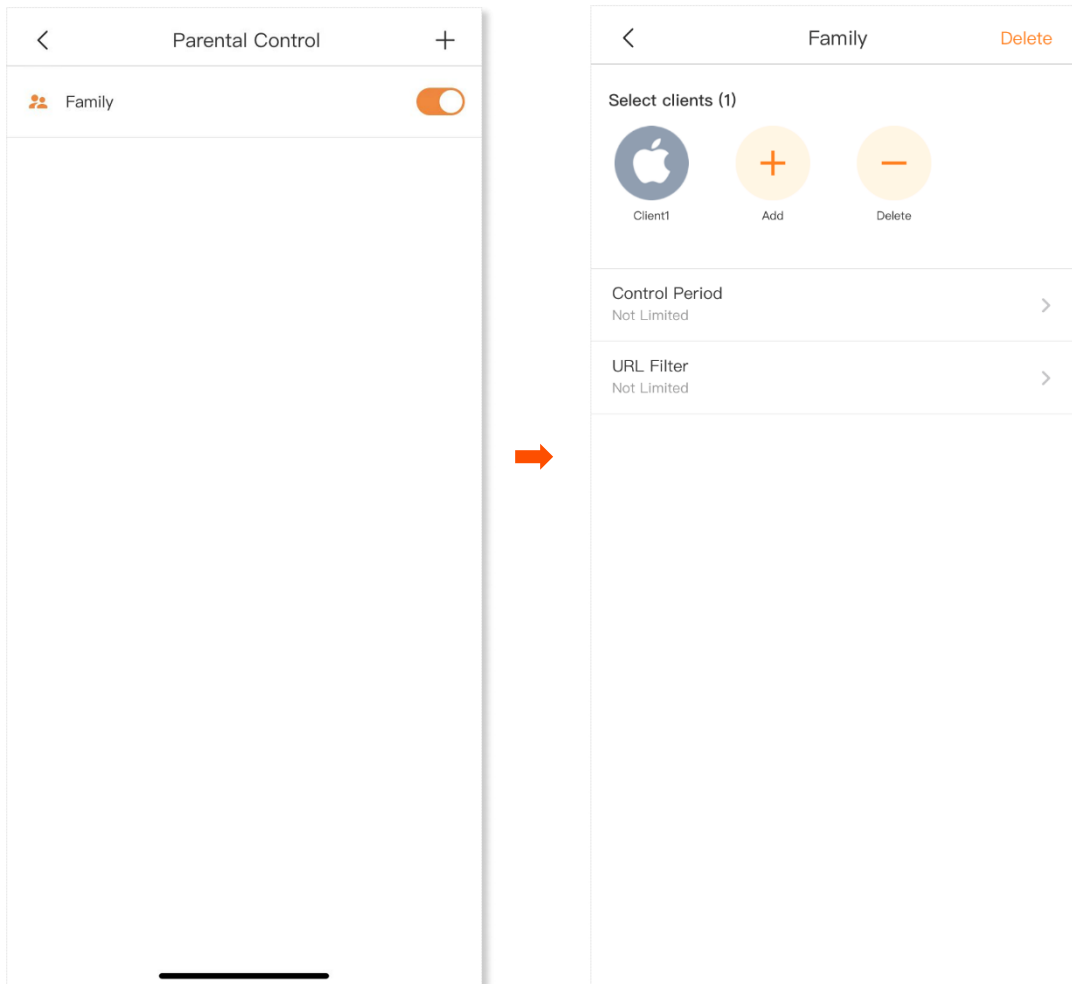 Parental Control
Family
Family
Delete
Select clients (1)
Client1
Add
Delete
Control Period
Not Limited
URL Filter
Not Limited